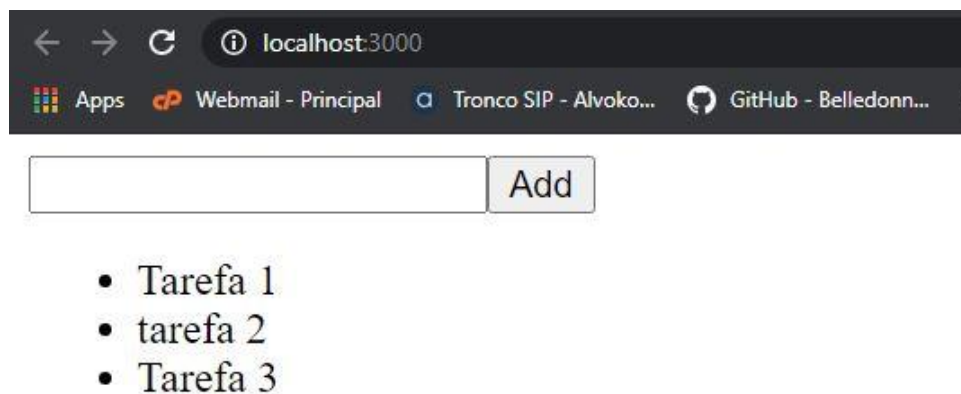 localhost:3000
Apps Webmail - Principal Tronco SIP - Alvoko... GitHub - Belledonn...
Add
Tarefa 1
tarefa 2
Tarefa 3